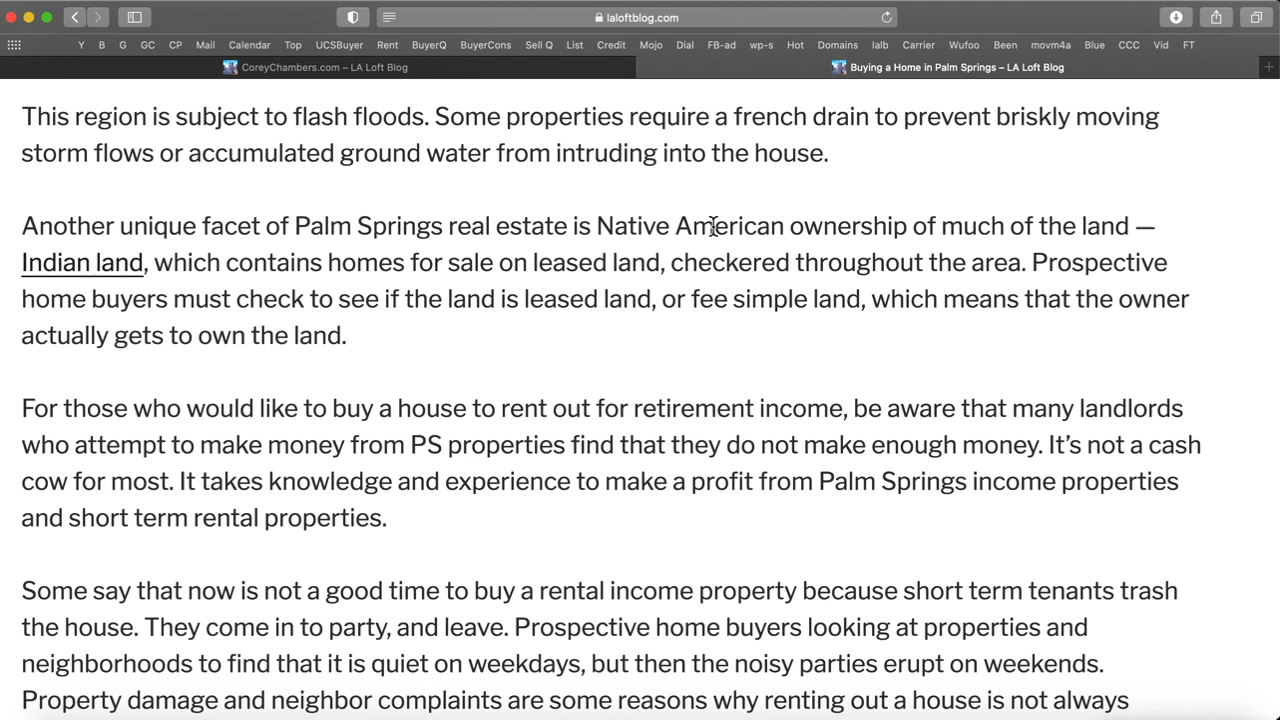 laloftblog.com
Y B G GC CP Mail Calendar Top UCSBuyer Rent BuyerQ BuyerCons Sell Q List Credit Mojo Dial FB-ad wp-s Hot Domains lalb Carrier Wufoo Been movm4a Blue CCC Vid FT
CoreyChambers.com – LA Loft Blog
Buying a Home in Palm Springs – LA Loft Blog
This region is subject to flash floods. Some properties require a french drain to prevent briskly moving
storm flows or accumulated ground water from intruding into the house.
Another unique facet of Palm Springs real estate is Native American ownership of much of the land —
Indian land, which contains homes for sale on leased land, checkered throughout the area. Prospective
home buyers must check to see if the land is leased land, or fee simple land, which means that the owner
actually gets to own the land.
For those who would like to buy a house to rent out for retirement income, be aware that many landlords
who attempt to make money from PS properties find that they do not make enough money. It’s not a cash
cow for most. It takes knowledge and experience to make a profit from Palm Springs income properties
and short term rental properties.
Some say that now is not a good time to buy a rental income property because short term tenants trash
the house. They come in to party, and leave. Prospective home buyers looking at properties and
neighborhoods to find that it is quiet on weekdays, but then the noisy parties erupt on weekends.
Property damage and neighbor complaints are some reasons why renting out a house is not always